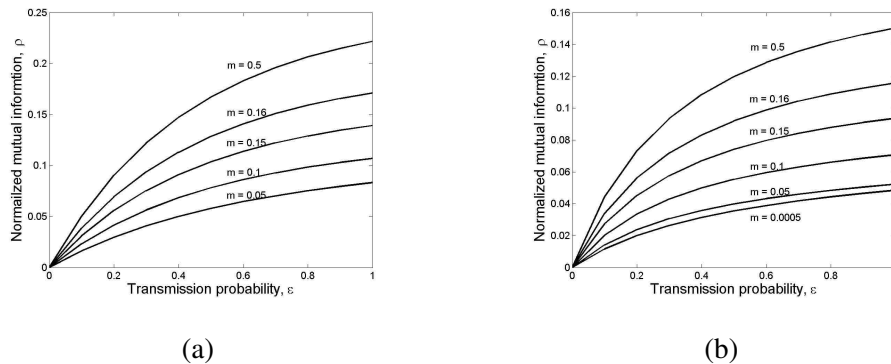 0.25
0.2
0.15
0.1
0.05
0
Normalized mutual informtion, ρ
m = 0.5
m = 0.16
m = 0.15
m = 0.1
m = 0.05
0 0.2 0.4 0.6 0.8 1
Transmission probability, ε
(a)
0.16
0.14
0.12
0.1
0.08
0.06
0.04
0.02
0
Normalized mutual information, ρ
m = 0.5
m = 0.16
m = 0.15
m = 0.1
m = 0.05
m = 0.0005
0 0.2 0.4 0.6 0.8
Transmission probability, ε
(b)